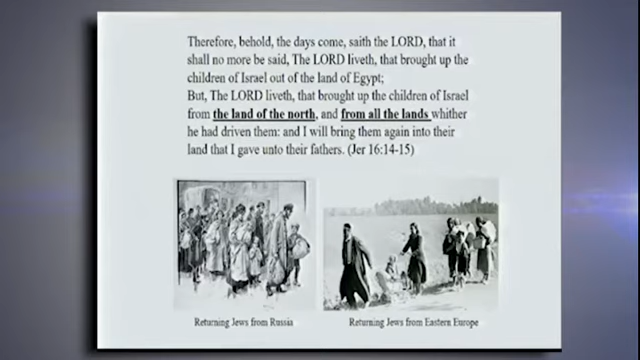 Therefore, behold, the days come, saith the LORD, that it
shall no more be said, The LORD liveth, that brought up the
children of Israel out of the land of Egypt;
But, The LORD liveth, that brought up the children of Israel
from the land of the north, and from all the lands whither
he had driven them: and I will bring them again into their
land that I gave unto their fathers. (Jer 16:14-15)
Returning Jews from Russia
Returning Jews from Eastern Europe